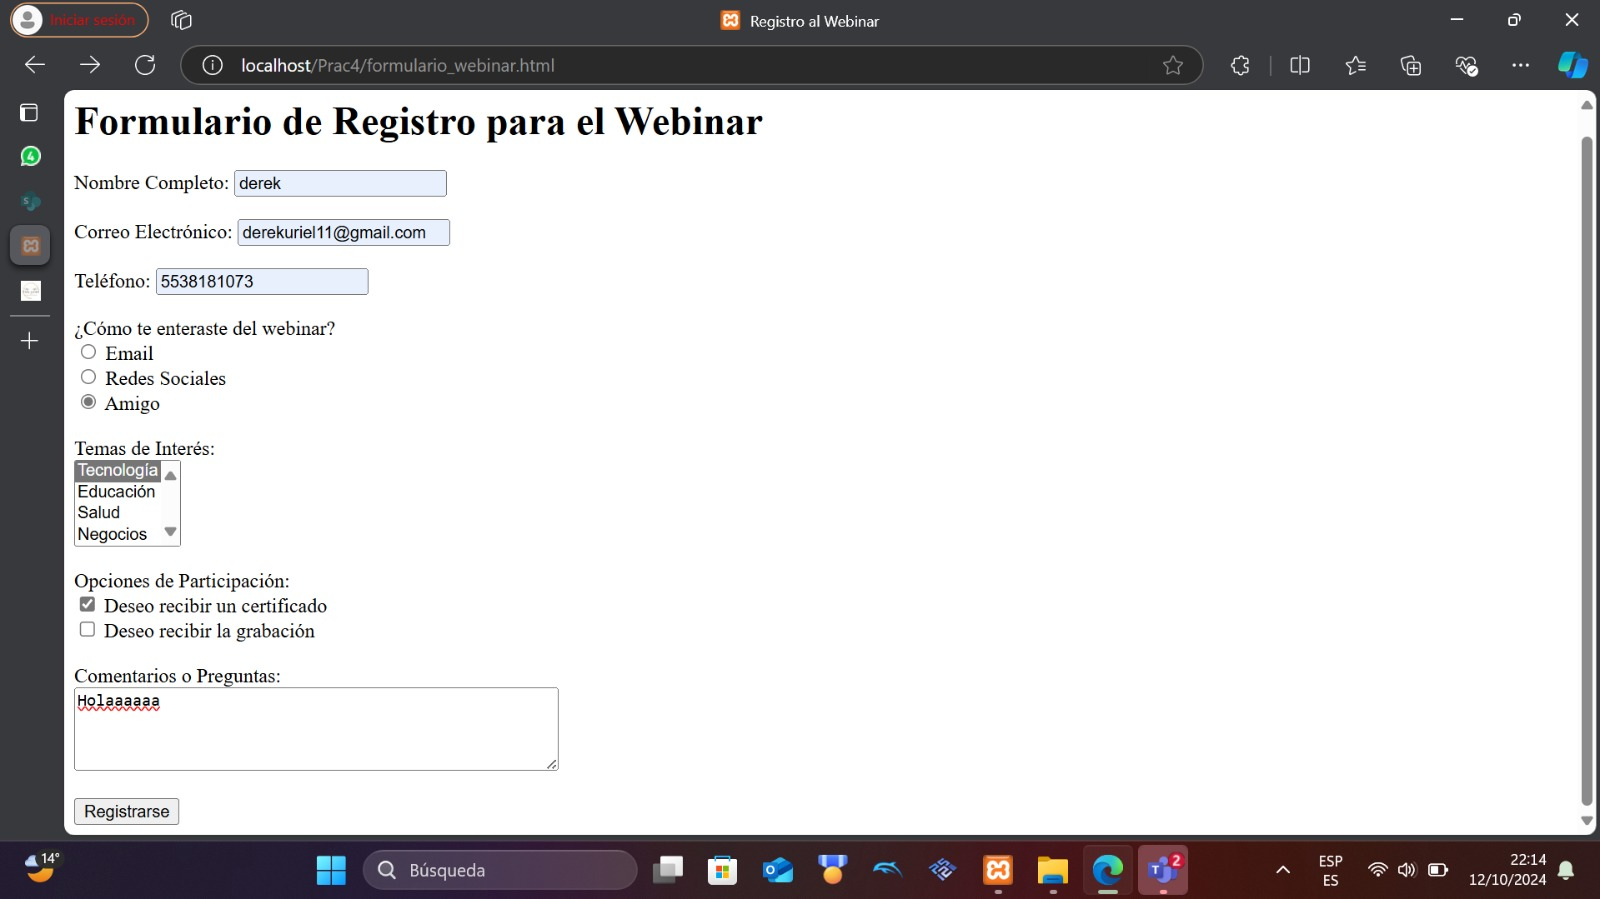 Iniciar sesión
Registro al Webinar
localhost/Prac4/formulario_webinar.html
4
S
Formulario de Registro para el Webinar
Nombre Completo: derek
Correo Electrónico: derekuriel11@gmail.com
Teléfono: 5538181073
¿Cómo te enteraste del webinar?
Email
Redes Sociales
Amigo
Temas de Interés:
Tecnología
Educación
Salud
Negocios
Opciones de Participación:
Deseo recibir un certificado
Deseo recibir la grabación
Comentarios o Preguntas:
Holaaaaaa
Registrarse
14°
Búsqueda
2
ESP
ES
22:14
12/10/2024